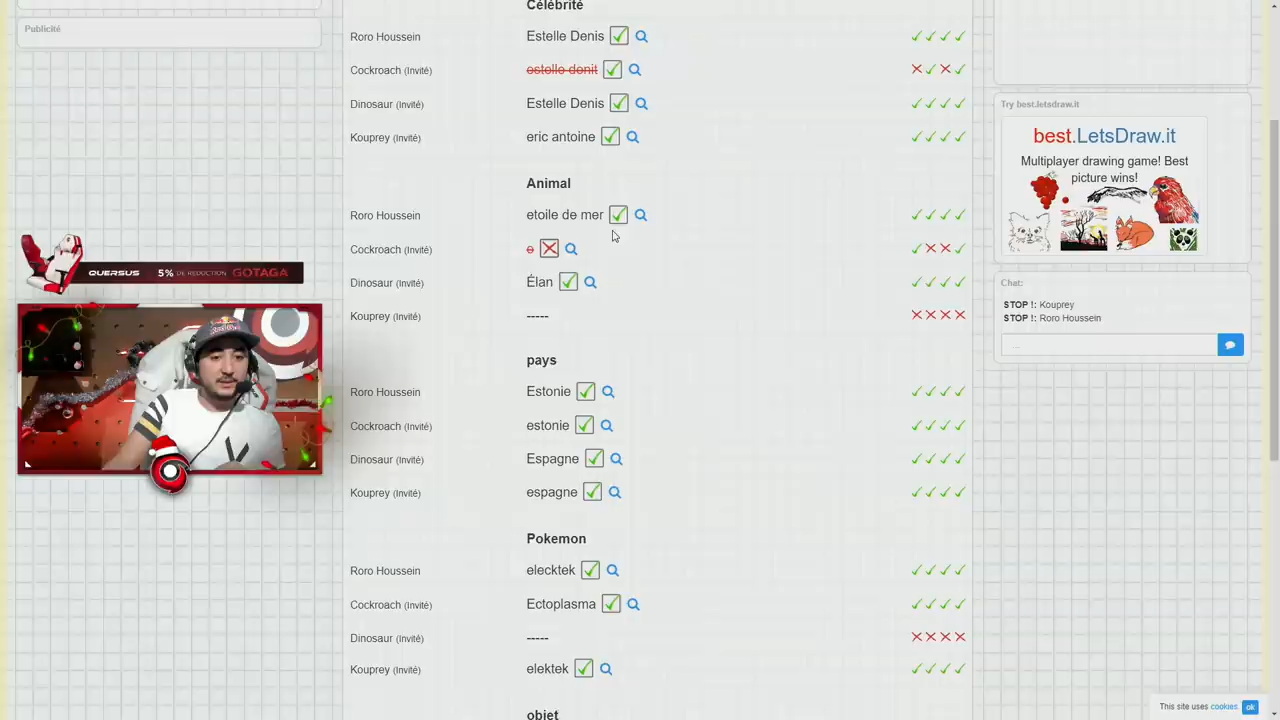 Publicité
Célébrité
Roro Houssein Estelle Denis
Cockroach (Invité) estelle denit
Dinosaur (Invité) Estelle Denis
Kouprey (Invité) eric antoine
Animal
Roro Houssein etoile de mer
Cockroach (Invité) e
Dinosaur (Invité) Élan
Kouprey (Invité) -----
pays
Roro Houssein Estonie
Cockroach (Invité) estonie
Dinosaur (Invité) Espagne
Kouprey (Invité) espagne
Pokemon
Roro Houssein elecktek
Cockroach (Invité) Ectoplasma
Dinosaur (Invité) -----
Kouprey (Invité) elektek
objet
QUERSUS 5% DE REDUCTION GOTAGA
Try best.letsdraw.it
best.LetsDraw.it
Multiplayer drawing game! Best
picture wins!
Chat:
STOP !: Kouprey
STOP !: Roro Houssein
...
This site uses cookies ok